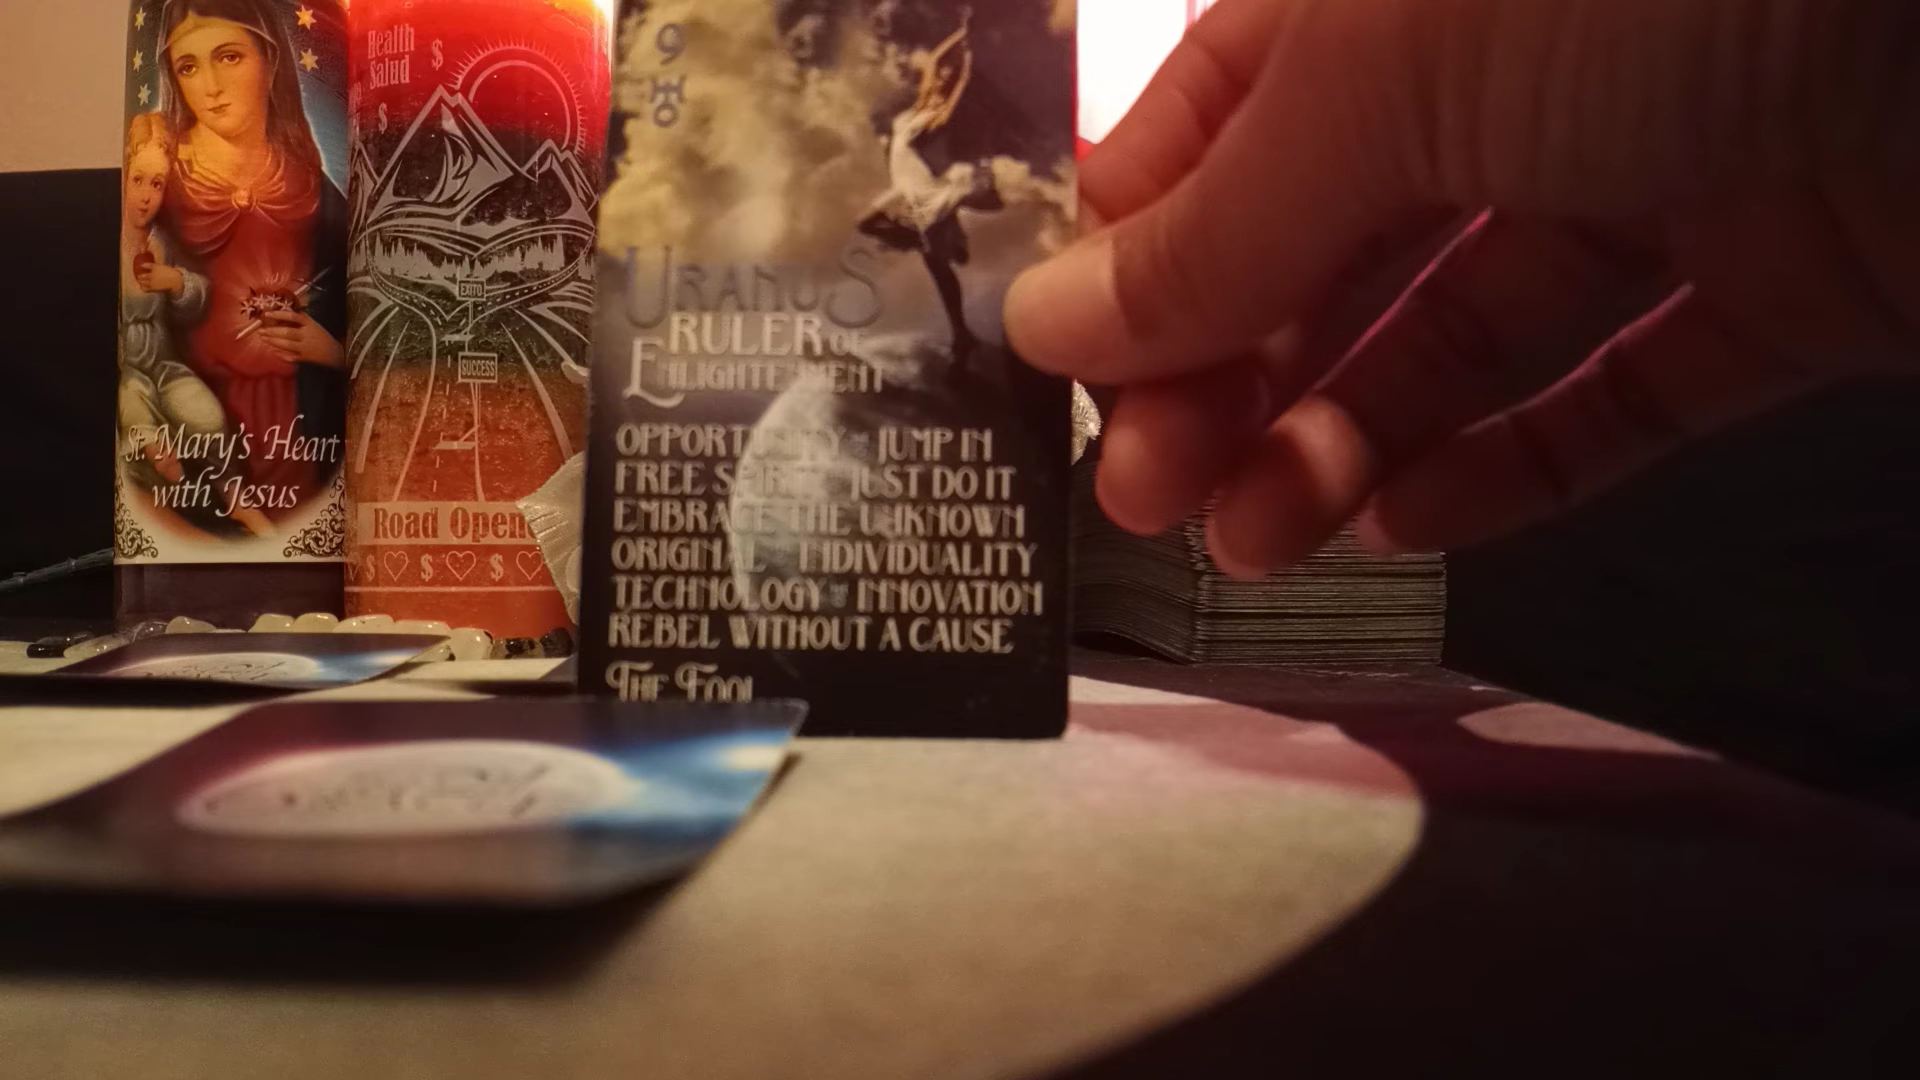 Health
Salud
$
$
EXITO
SUCCESS
Road Open
$ $ $
St. Mary's Heart
with Jesus
9
URANUS
RULER OF
ENLIGHTENMENT
OPPORTUNITY JUMP IN
FREE SPIRIT JUST DO IT
EMBRACE THE UNKNOWN
ORIGINAL INDIVIDUALITY
TECHNOLOGY INNOVATION
REBEL WITHOUT A CAUSE
THE FOOL